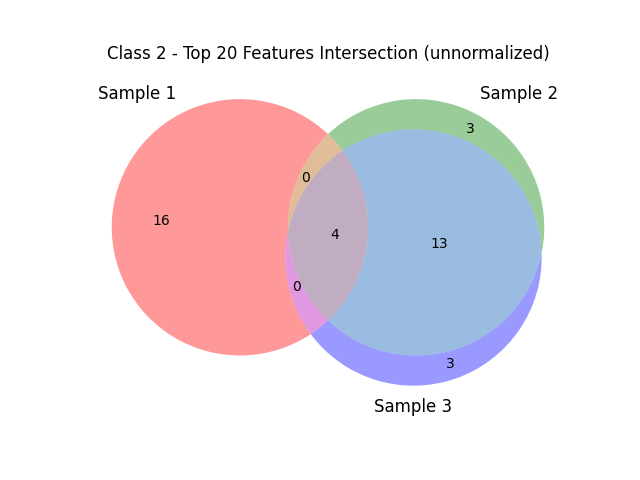 Class 2 - Top 20 Features Intersection (unnormalized)
Sample 1
Sample 2
3
0
16
4
13
0
3
Sample 3